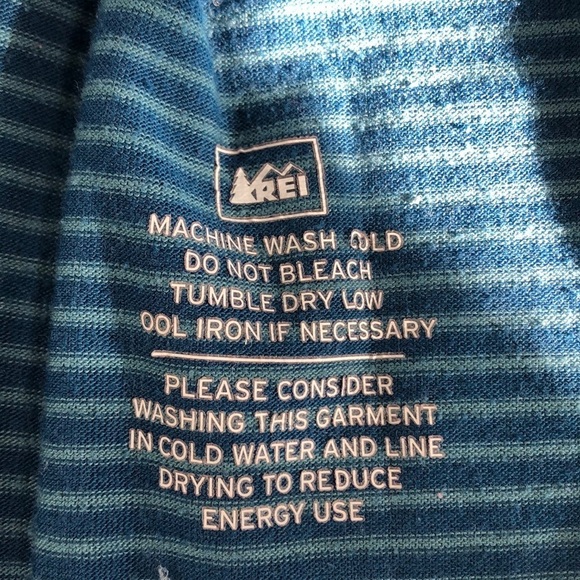 REI
MACHINE WASH OLD
DO NOT BLEACH
TUMBLE DRY LOW
OOL IRON IF NECESSARY
PLEASE CONSIDER
WASHING THIS GARMENT
IN COLD WATER AND LINE
DRYING TO REDUCE
ENERGY USE